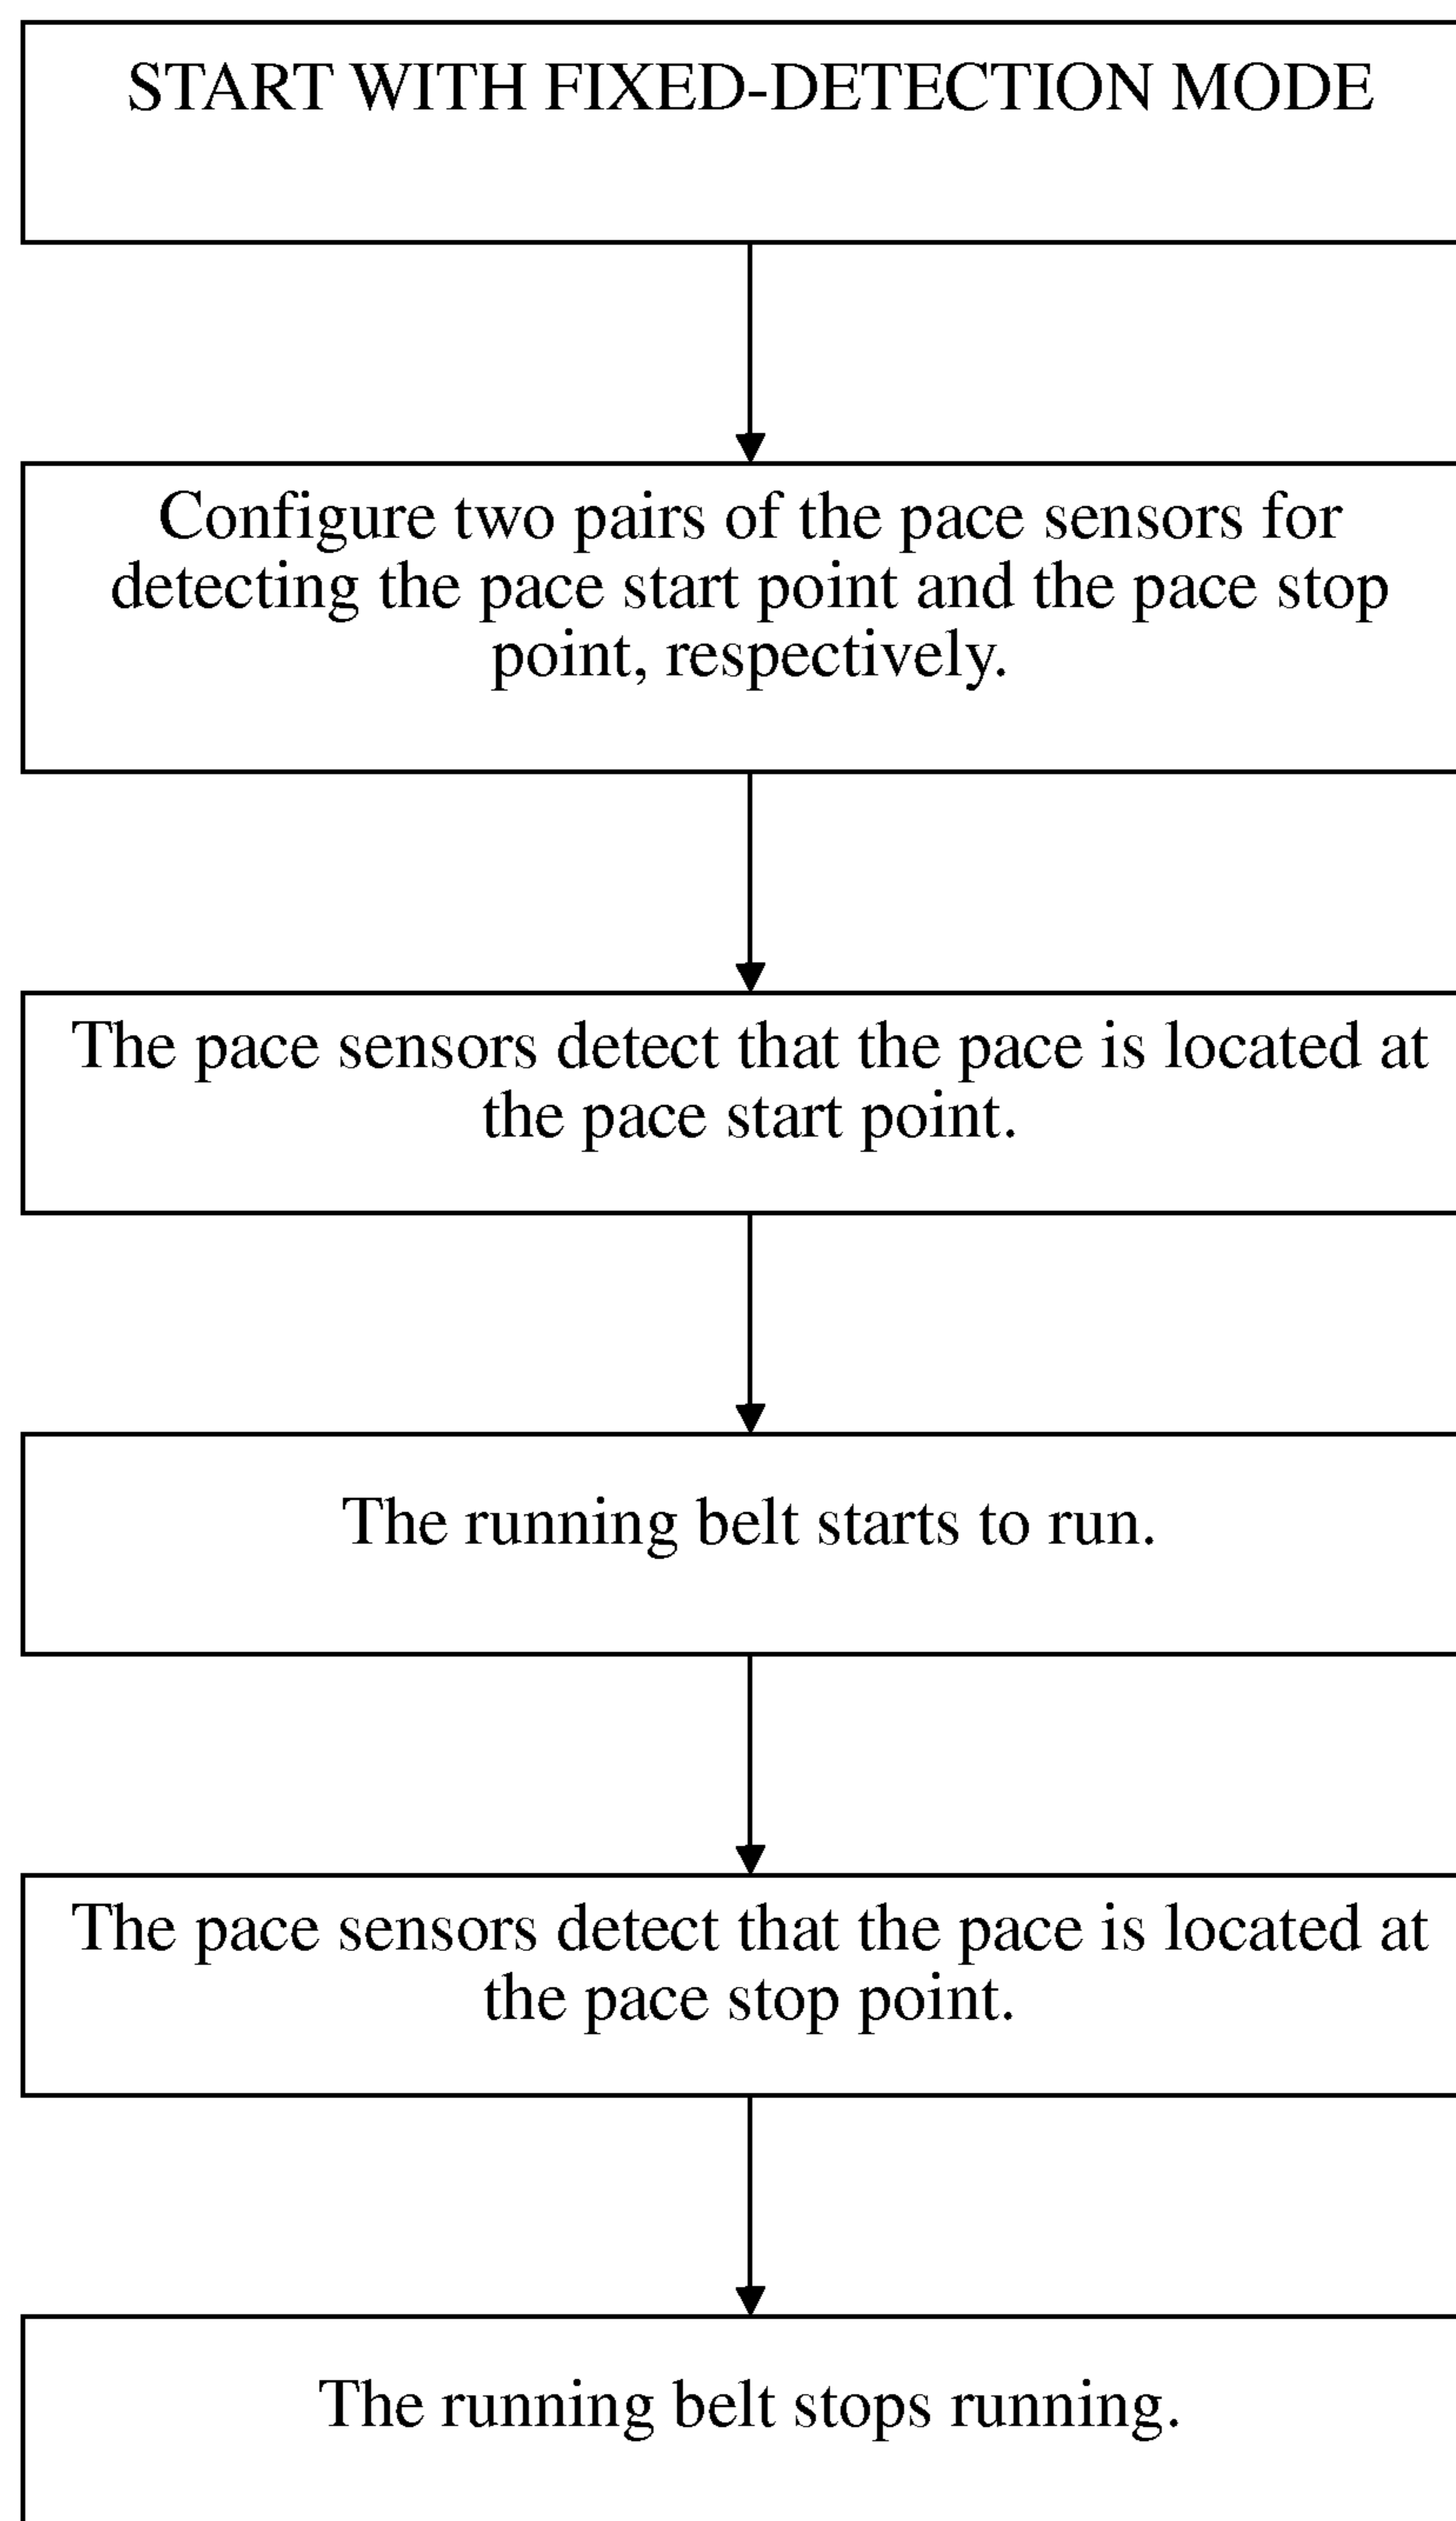 START WITH FIXED-DETECTION MODE
Configure two pairs of the pace sensors for
detecting the pace start point and the pace stop
point, respectively.
The pace sensors detect that the pace is located at
the pace start point.
The running belt starts to run.
The pace sensors detect that the pace is located at
the pace stop point.
The running belt stops running.